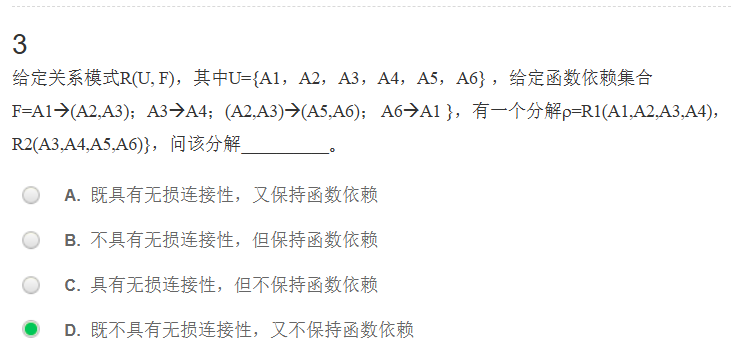 3
给定关系模式R(U, F)，其中U={A1，A2，A3，A4，A5，A6} ，给定函数依赖集合
F=A1→(A2,A3)；A3→A4；(A2,A3)→(A5,A6)； A6→A1 }，有一个分解ρ=R1(A1,A2,A3,A4)，
R2(A3,A4,A5,A6)}，问该分解__________。
A. 既具有无损连接性，又保持函数依赖
B. 不具有无损连接性，但保持函数依赖
C. 具有无损连接性，但不保持函数依赖
D. 既不具有无损连接性，又不保持函数依赖